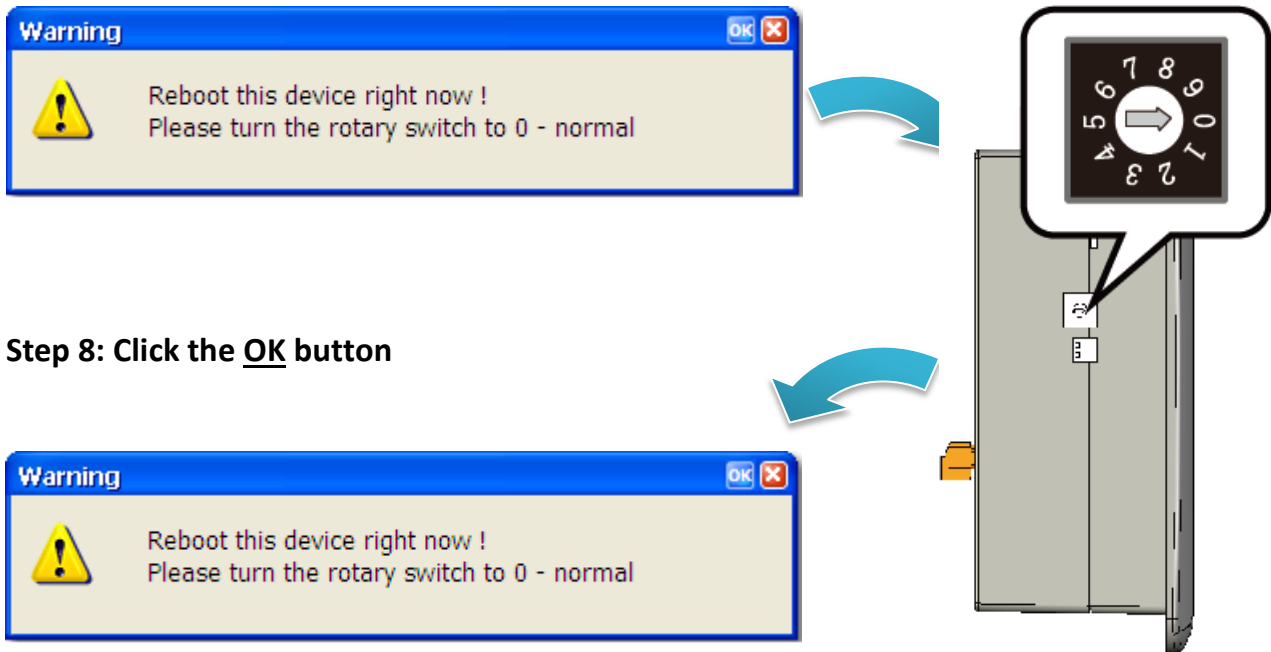 Warning
OK
Reboot this device right now !
Please turn the rotary switch to 0 - normal
7 8 9 0 1 2 3 4 5 6
Step 8: Click the OK button
Warning
OK
Reboot this device right now !
Please turn the rotary switch to 0 - normal